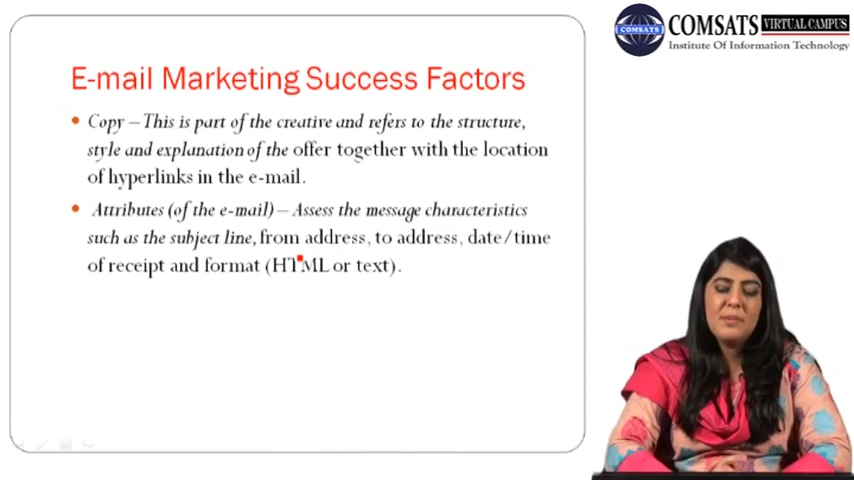 COMSATS VIRTUAL CAMPUS
COMSATS
Institute Of Information Technology
E-mail Marketing Success Factors
• Copy – This is part of the creative and refers to the structure,
style and explanation of the offer together with the location
of hyperlinks in the e-mail.
• Attributes (of the e-mail) – Assess the message characteristics
such as the subject line, from address, to address, date/time
of receipt and format (HTML or text).